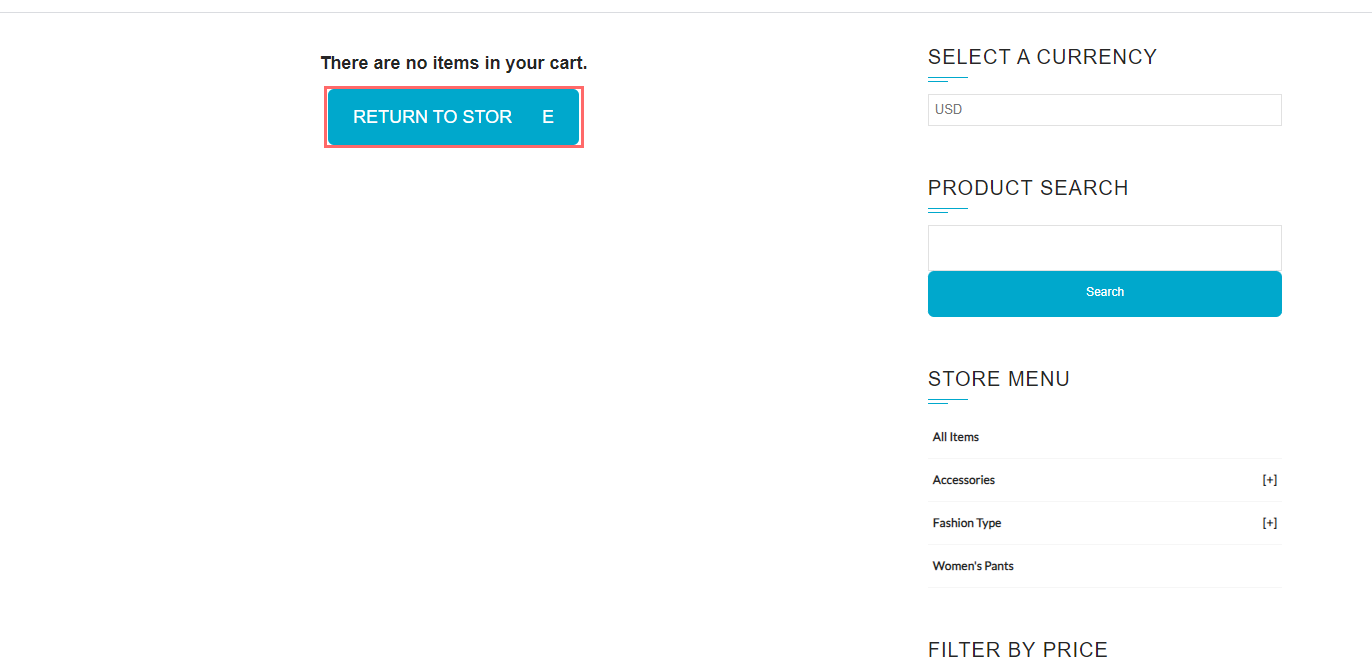 There are no items in your cart.
RETURN TO STOR E
SELECT A CURRENCY
USD
PRODUCT SEARCH
Search
STORE MENU
All Items
Accessories [+]
Fashion Type [+]
Women's Pants
FILTER BY PRICE